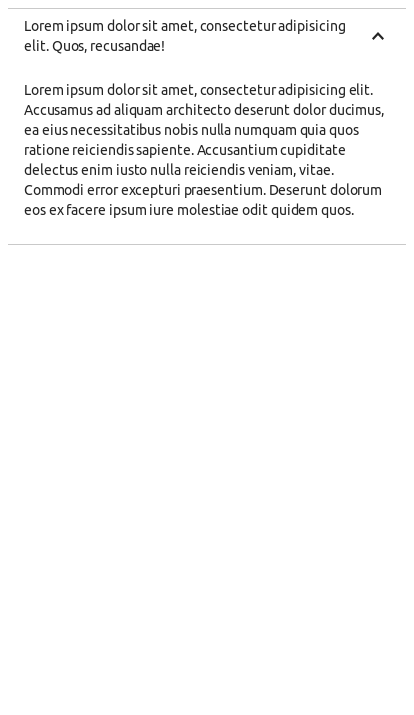 Lorem ipsum dolor sit amet, consectetur adipisicing
elit. Quos, recusandae!
Lorem ipsum dolor sit amet, consectetur adipisicing elit.
Accusamus ad aliquam architecto deserunt dolor ducimus,
ea eius necessitatibus nobis nulla numquam quia quos
ratione reiciendis sapiente. Accusantium cupiditate
delectus enim iusto nulla reiciendis veniam, vitae.
Commodi error excepturi praesentium. Deserunt dolorum
eos ex facere ipsum iure molestiae odit quidem quos.